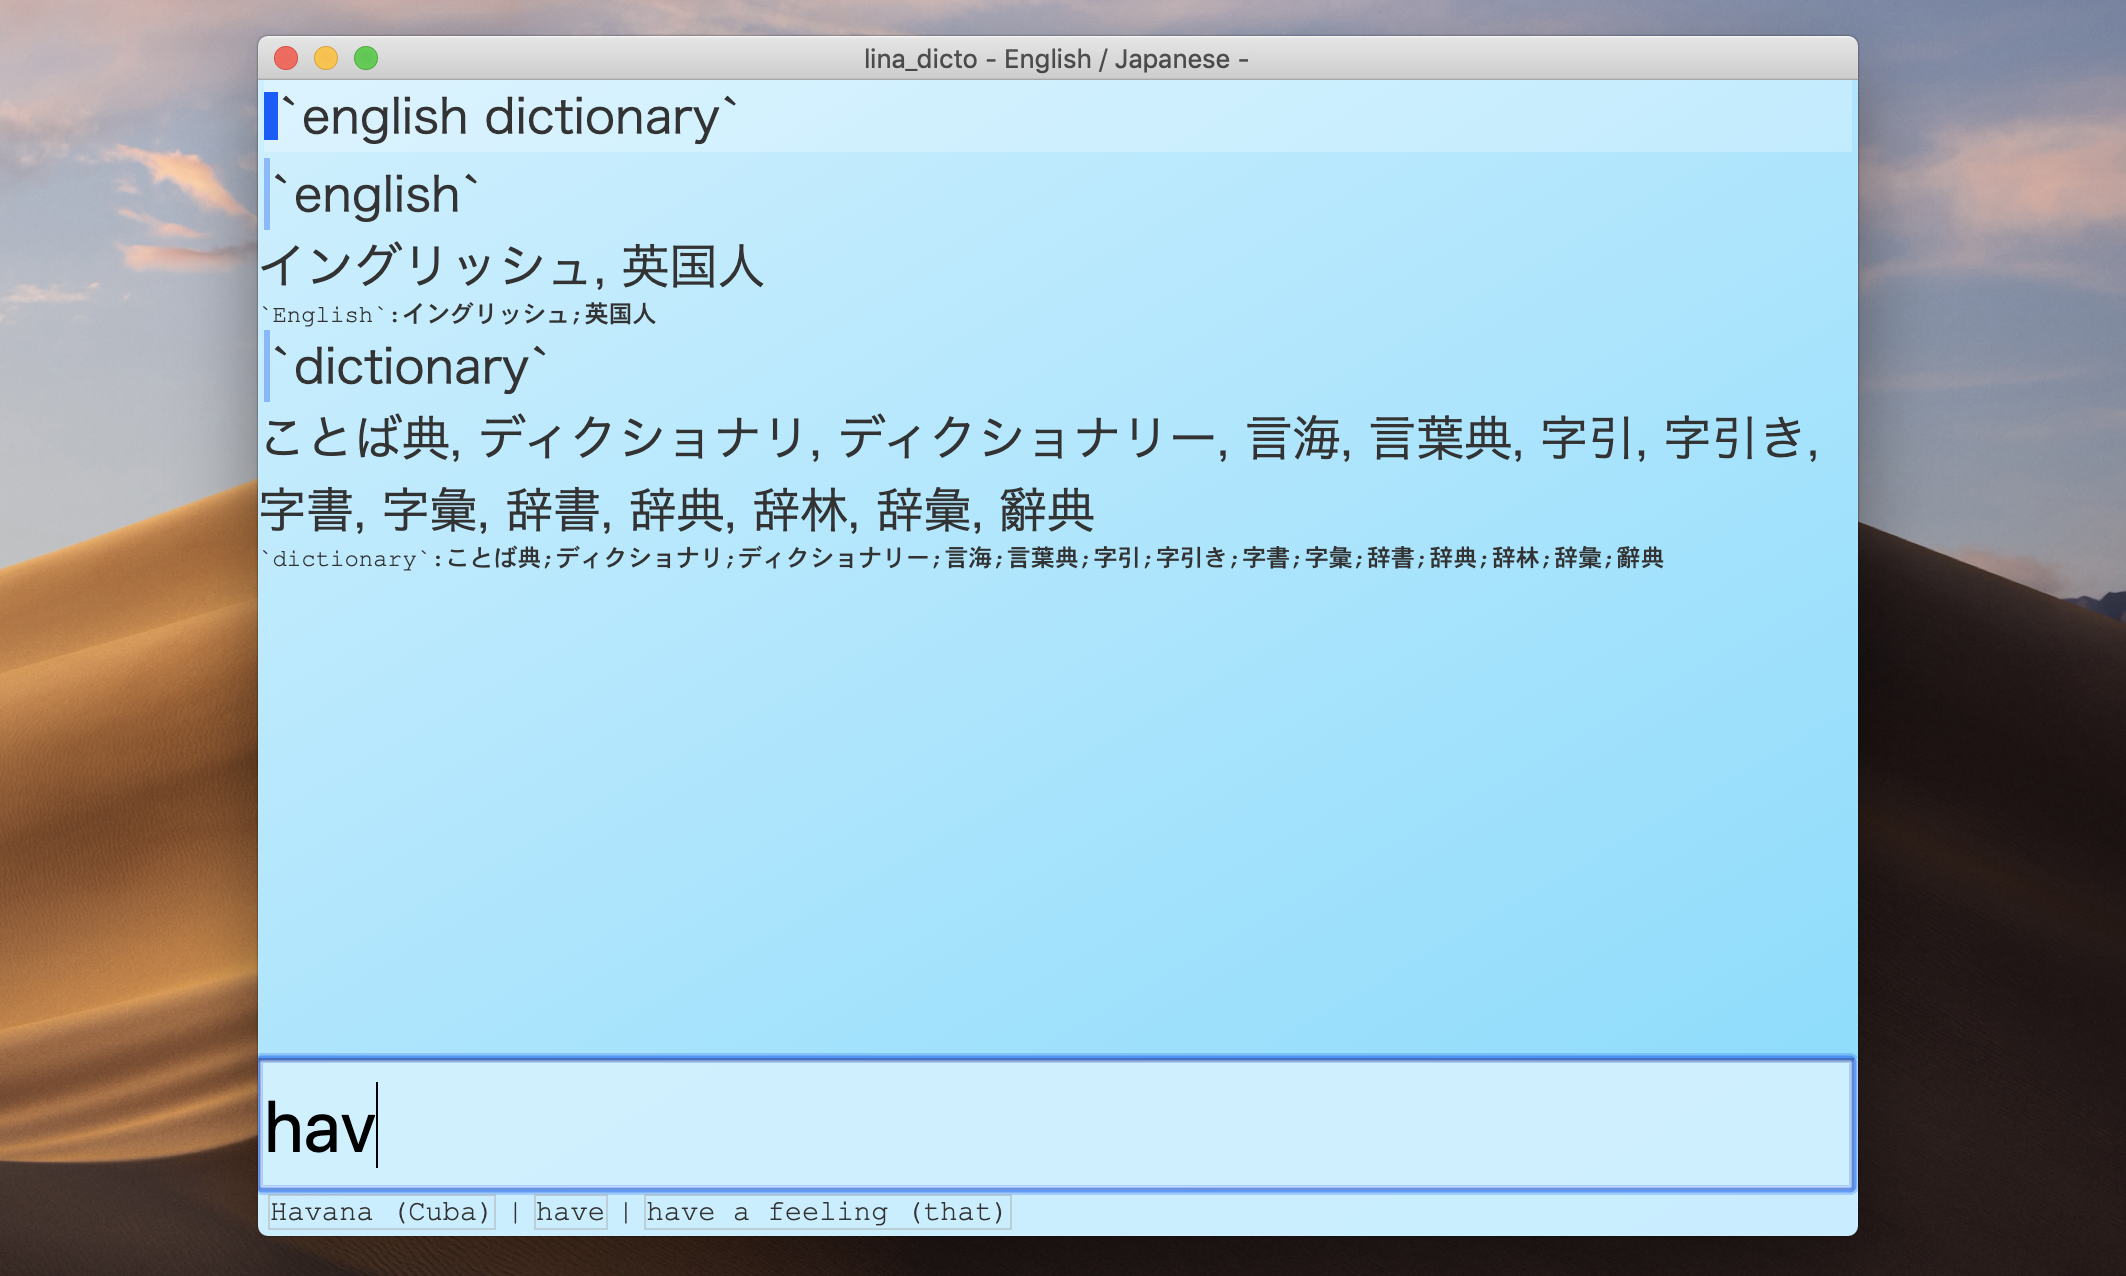 lina_dicto - English / Japanese -
`english dictionary`
`english`
イングリッシュ, 英国人
`English`:イングリッシュ;英国人
`dictionary`
ことば典, ディクショナリ, ディクショナリー, 言海, 言葉典, 字引, 字引き,
字書, 字彙, 辞書, 辞典, 辞林, 辞彙, 辭典
`dictionary`:ことば典;ディクショナリ;ディクショナリー;言海;言葉典;字引;字引き;字書;字彙;辞書;辞典;辞林;辞彙;辭典
hav
Havana (Cuba) | have | have a feeling (that)